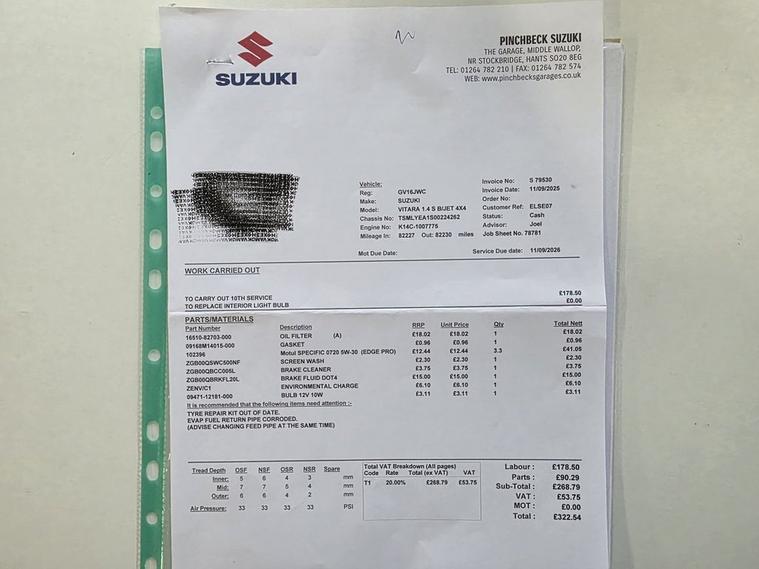 SUZUKI
PINCHBECK SUZUKI
THE GARAGE, MIDDLE WALLOP,
NR STOCKBRIDGE, HANTS SO20 8EG
TEL: 01264 782 210 | FAX: 01264 782 574
WEB: www.pinchbecksgarages.co.uk
Vehicle:
Reg: GV16JWC
Make: SUZUKI
Model: VITARA 1.4 S B/JET 4X4
Chassis No: TSMLYEA1S00224262
Engine No: K14C-1007775
Mileage In: 82227 Out: 82230 miles
Mot Due Date:
Invoice No: S 79530
Invoice Date: 11/09/2025
Order No:
Customer Ref: ELSE07
Status: Cash
Advisor: Joel
Job Sheet No. 78781
Service Due date: 11/09/2026
WORK CARRIED OUT
TO CARRY OUT 10TH SERVICE £178.50
TO REPLACE INTERIOR LIGHT BULB £0.00
PARTS/MATERIALS
Part Number Description RRP Unit Price Qty Total Nett
16510-82703-000 OIL FILTER (A) £18.02 £18.02 1 £18.02
09168M14015-000 GASKET £0.96 £0.96 1 £0.96
102396 Motul SPECIFIC 0720 5W-30 (EDGE PRO) £12.44 £12.44 3.3 £41.05
ZGB00QSWC500NF SCREEN WASH £2.30 £2.30 1 £2.30
ZGB00QBCC005L BRAKE CLEANER £3.75 £3.75 1 £3.75
ZGB00QBRKFL20L BRAKE FLUID DOT4 £15.00 £15.00 1 £15.00
ZENV/C1 ENVIRONMENTAL CHARGE £6.10 £6.10 1 £6.10
09471-12181-000 BULB 12V 10W £3.11 £3.11 1 £3.11
It is recommended that the following items need attention :-
TYRE REPAIR KIT OUT OF DATE.
EVAP FUEL RETURN PIPE CORRODED.
(ADVISE CHANGING FEED PIPE AT THE SAME TIME)
Tread Depth OSF NSF OSR NSR Spare
Inner: 5 6 4 3 mm
Mid: 7 7 5 4 mm
Outer: 6 6 4 2 mm
Air Pressure: 33 33 33 33 PSI
Total VAT Breakdown (All pages)
Code Rate Total (ex VAT) VAT
T1 20.00% £268.79 £53.75
Labour : £178.50
Parts : £90.29
Sub-Total : £268.79
VAT : £53.75
MOT : £0.00
Total : £322.54